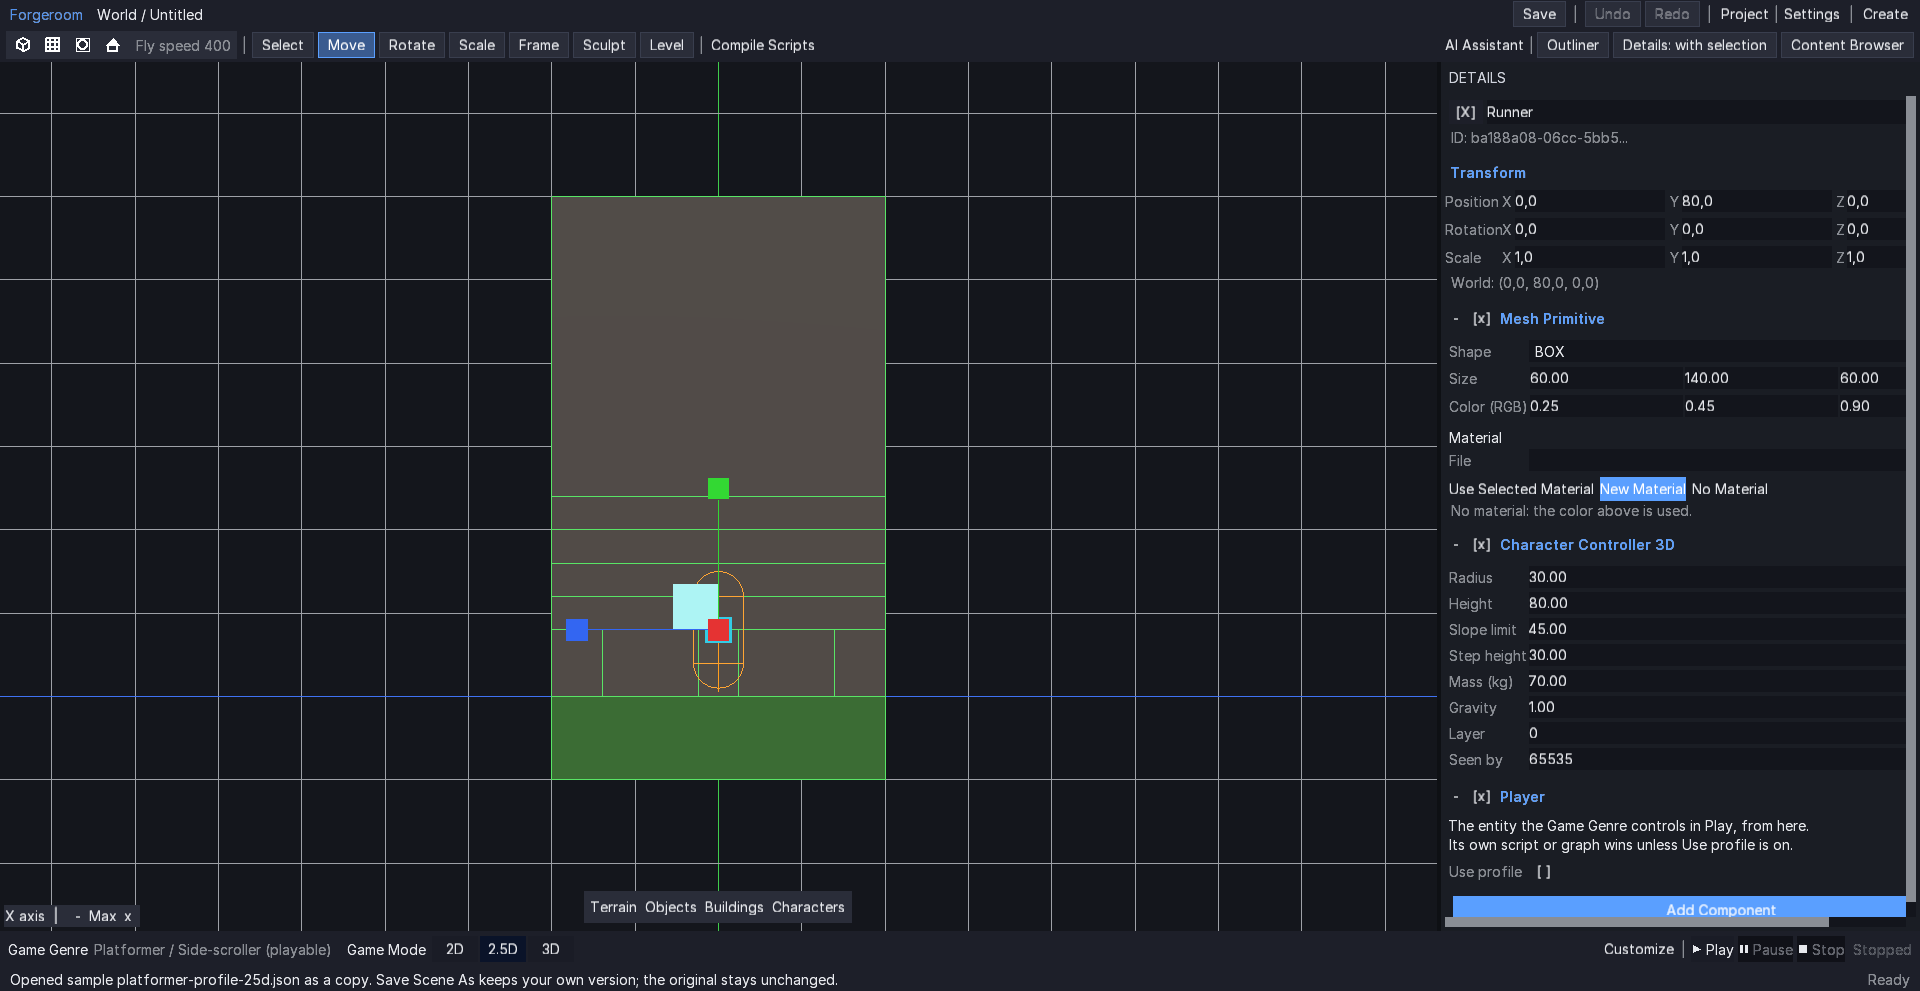 Forgeroom World / Untitled Save | Undo Redo | Project | Settings | Create
Fly speed 400 | Select Move Rotate Scale Frame Sculpt Level | Compile Scripts AI Assistant | Outliner Details: with selection Content Browser
DETAILS
[X] Runner
ID: ba188a08-06cc-5bb5...
Transform
Position X 0,0 Y 80,0 Z 0,0
Rotation X 0,0 Y 0,0 Z 0,0
Scale X 1,0 Y 1,0 Z 1,0
World: (0,0, 80,0, 0,0)
- [x] Mesh Primitive
Shape BOX
Size 60.00 140.00 60.00
Color (RGB) 0.25 0.45 0.90
Material
File
Use Selected Material New Material No Material
No material: the color above is used.
- [x] Character Controller 3D
Radius 30.00
Height 80.00
Slope limit 45.00
Step height 30.00
Mass (kg) 70.00
Gravity 1.00
Layer 0
Seen by 65535
- [x] Player
The entity the Game Genre controls in Play, from here.
Its own script or graph wins unless Use profile is on.
Use profile [ ]
Add Component
X axis | - Max x
Terrain Objects Buildings Characters
Game Genre Platformer / Side-scroller (playable) Game Mode 2D 2.5D 3D Customize | Play Pause Stop Stopped
Opened sample platformer-profile-25d.json as a copy. Save Scene As keeps your own version; the original stays unchanged. Ready